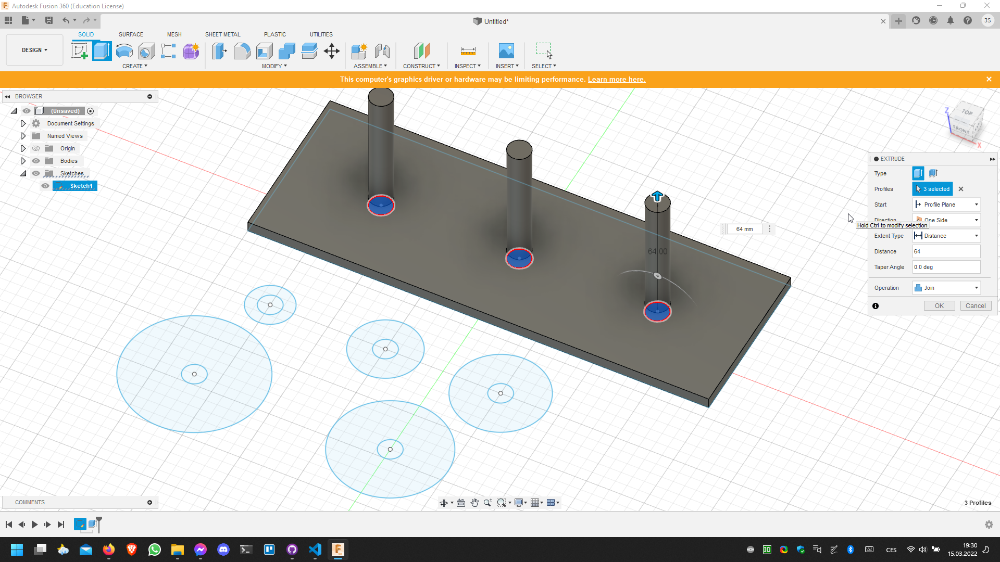 Autodesk Fusion 360 (Education License)
Untitled*
JS
DESIGN
SOLID
SURFACE
MESH
SHEET METAL
PLASTIC
UTILITIES
CREATE
MODIFY
ASSEMBLE
CONSTRUCT
INSPECT
INSERT
SELECT
This computer's graphics driver or hardware may be limiting performance. Learn more here.
BROWSER
(Unsaved)
Document Settings
Named Views
Origin
Bodies
Sketches
Sketch1
TOP
FRONT
Z
X
64.00
64 mm
EXTRUDE
Type
Profiles
3 selected
Start
Profile Plane
Direction
One Side
Hold Ctrl to modify selection
Extent Type
Distance
Distance
64
Taper Angle
0.0 deg
Operation
Join
OK
Cancel
COMMENTS
3 Profiles
ID
CES
19:30
15.03.2022